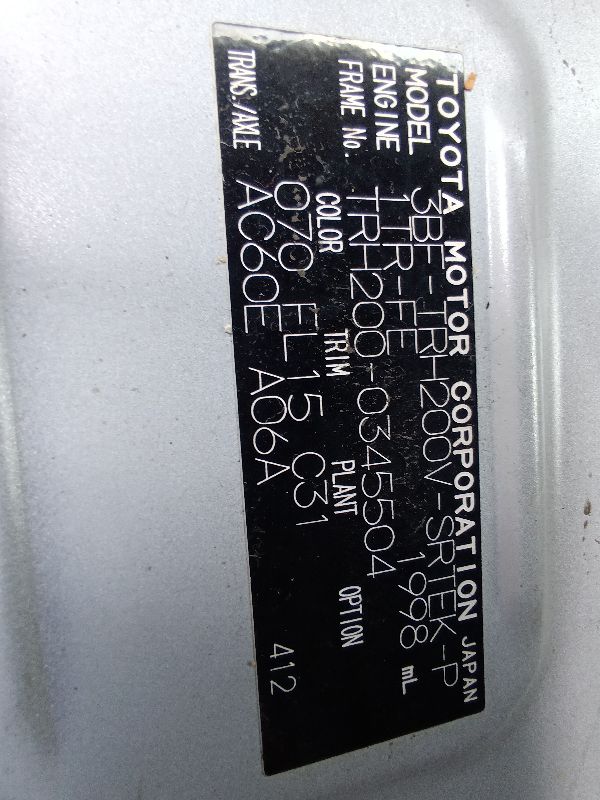 TOYOTA MOTOR CORPORATION JAPAN
MODEL 3BF-TRH200V-SRTEK-P
ENGINE 1TR-FE 1998 mL
FRAME No. TRH200-0345504
COLOR TRIM PLANT OPTION
070 FL15 C31
TRANS./AXLE AC60E A06A 412